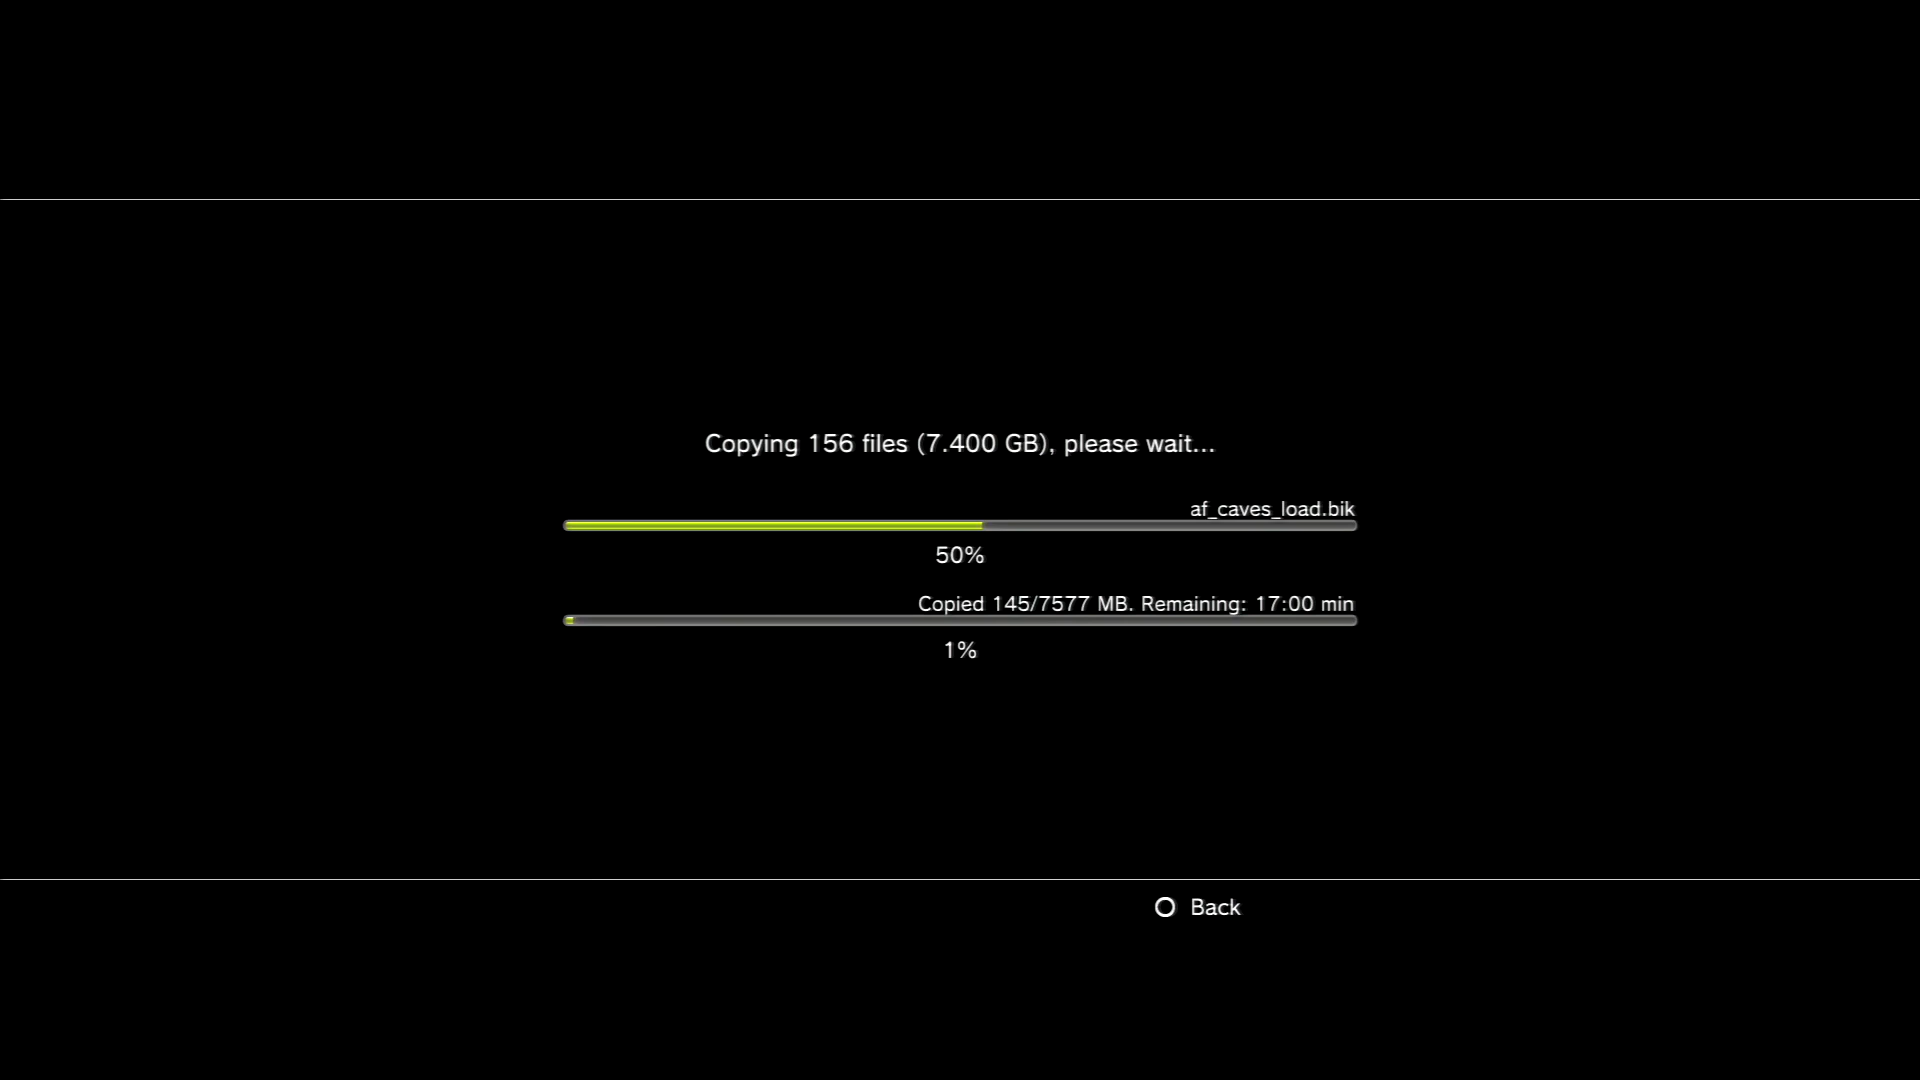 Copying 156 files (7.400 GB), please wait...
af_caves_load.bik
50%
Copied 145/7577 MB. Remaining: 17:00 min
1%
Back